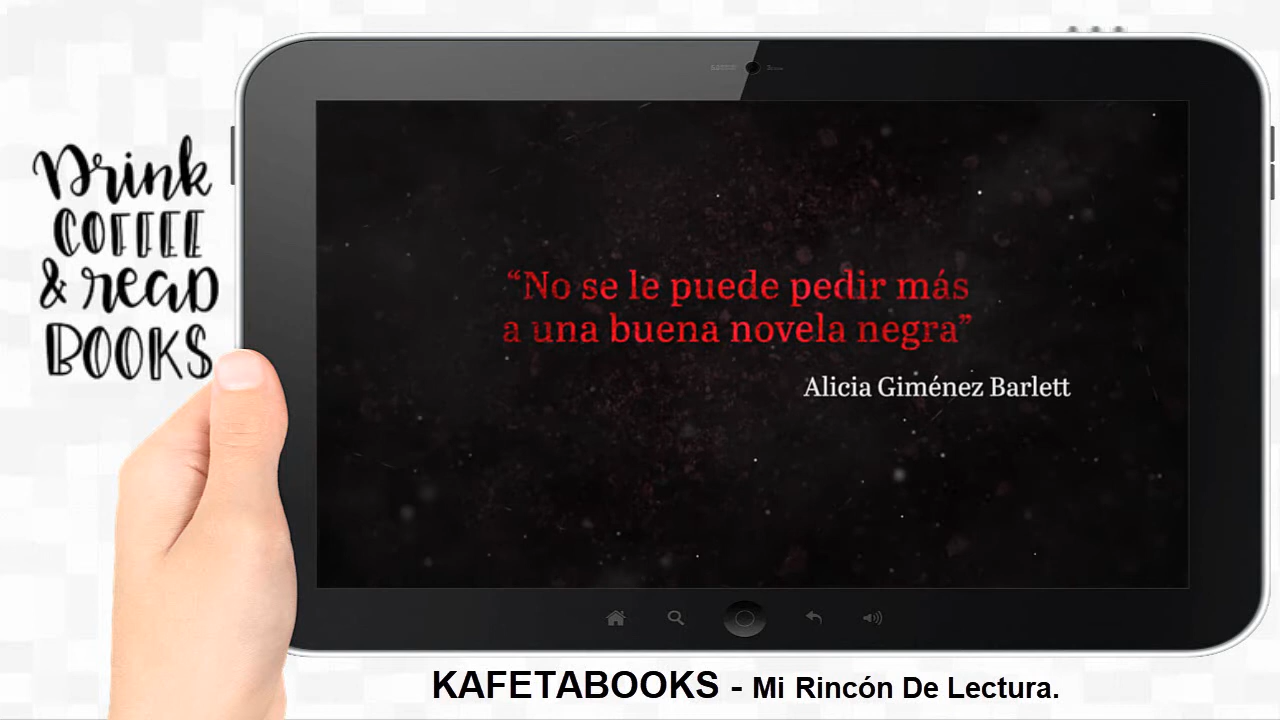 Drink
COFFEE
& read
BOOKS
“No se le puede pedir más
a una buena novela negra”
Alicia Giménez Barlett
KAFETABOOKS - Mi Rincón De Lectura.